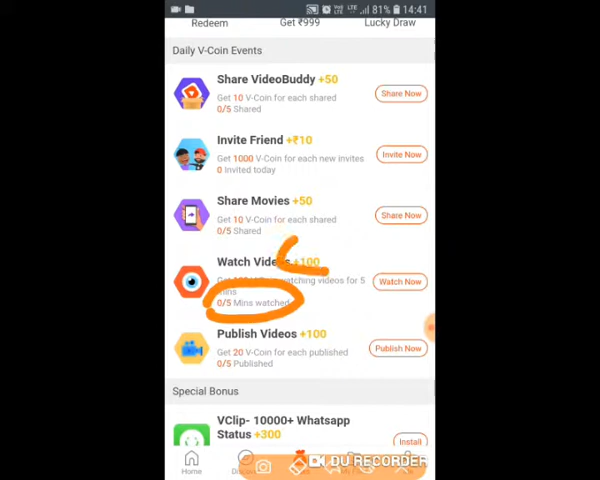 81% 14:41
Redeem
Get ₹999
Lucky Draw
Daily V-Coin Events
Share VideoBuddy +50
Get 10 V-Coin for each shared
0/5 Shared
Share Now
Invite Friend +₹10
Get 1000 V-Coin for each new invites
0 Invited today
Invite Now
Share Movies +50
Get 10 V-Coin for each shared
0/5 Shared
Share Now
Watch Videos +100
Get watching videos for 5
mins
0/5 Mins watched
Watch Now
Publish Videos +100
Get 20 V-Coin for each published
0/5 Published
Publish Now
Special Bonus
VClip- 10000+ Whatsapp
Status +300
Install
Home
DU RECORDER